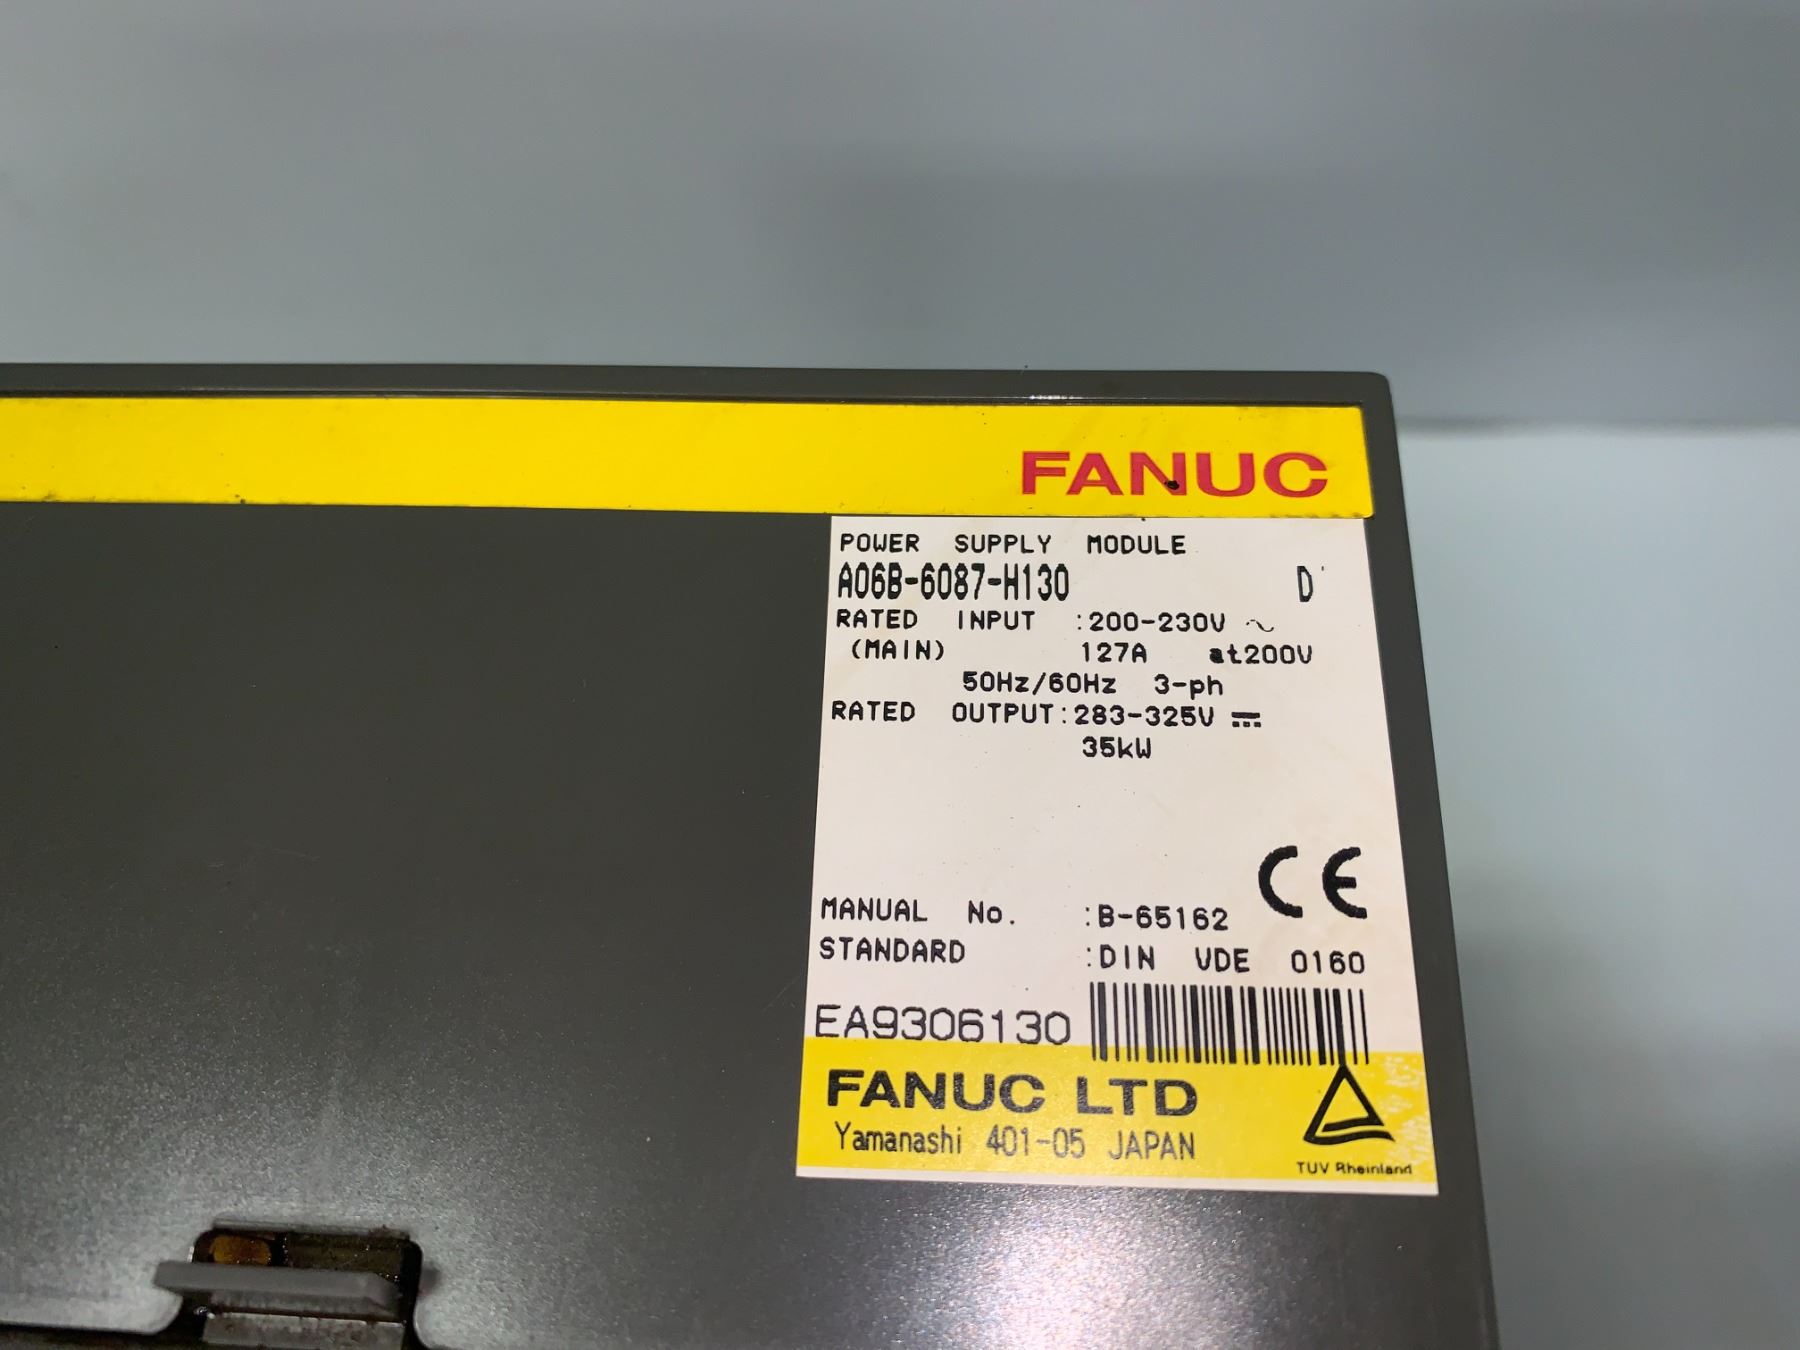 FANUC
POWER SUPPLY MODULE
A06B-6087-H130 D
RATED INPUT :200-230V ~
(MAIN) 127A at200V
50Hz/60Hz 3-ph
RATED OUTPUT:283-325V ⎓
35kW
CE
MANUAL No. :B-65162
STANDARD :DIN VDE 0160
EA9306130
FANUC LTD
Yamanashi 401-05 JAPAN
TUV Rheinland